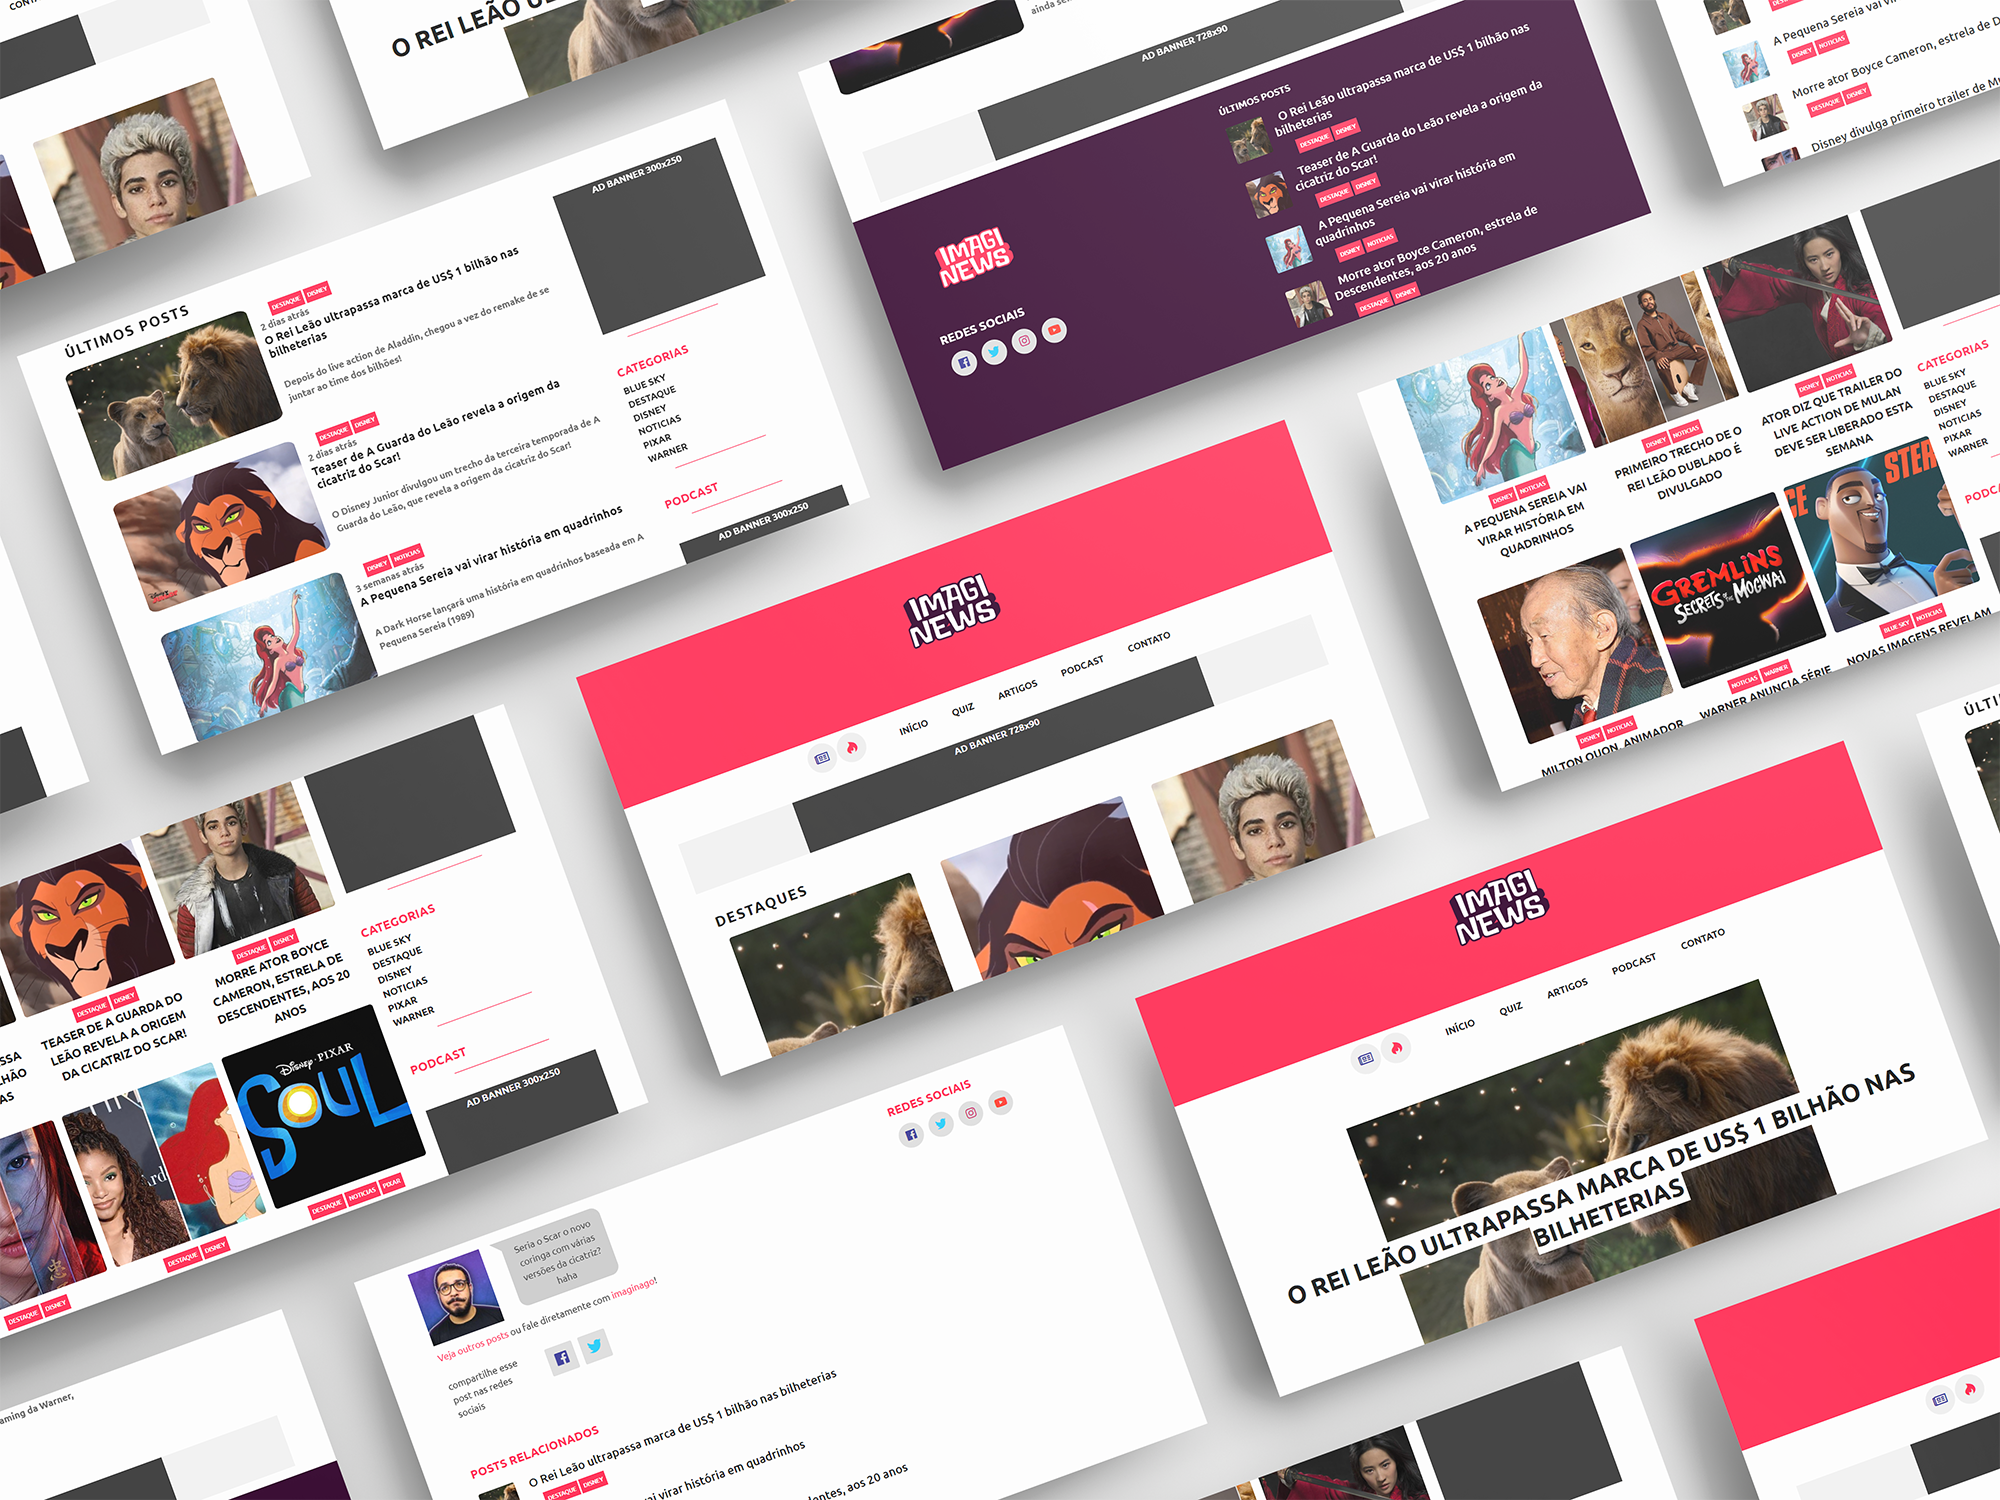 O REI LEÃO
AD BANNER 728x90
ÚLTIMOS POSTS
O Rei Leão ultrapassa marca de US$ 1 bilhão nas
bilheterias
DESTAQUE DISNEY
Teaser de A Guarda do Leão revela a origem da
cicatriz do Scar!
DESTAQUE DISNEY
A Pequena Sereia vai virar história em
quadrinhos
DISNEY NOTICIAS
Morre ator Boyce Cameron, estrela de
Descendentes, aos 20 anos
DESTAQUE DISNEY
IMAGI
NEWS
REDES SOCIAIS
A Pequena Sereia vai
DISNEY NOTICIAS
Morre ator Boyce Cameron, estrela de D
DESTAQUE DISNEY
Disney divulga primeiro trailer de Mu
ÚLTIMOS POSTS
DESTAQUE DISNEY
2 dias atrás
O Rei Leão ultrapassa marca de US$ 1 bilhão nas
bilheterias
Depois do live action de Aladdin, chegou a vez do remake de se
juntar ao time dos bilhões!
DESTAQUE DISNEY
2 dias atrás
Teaser de A Guarda do Leão revela a origem da
cicatriz do Scar!
O Disney Junior divulgou um trecho da terceira temporada de A
Guarda do Leão, que revela a origem da cicatriz do Scar!
DISNEY NOTICIAS
3 semanas atrás
A Pequena Sereia vai virar história em quadrinhos
A Dark Horse lançará uma história em quadrinhos baseada em A
Pequena Sereia (1989)
AD BANNER 300x250
CATEGORIAS
BLUE SKY
DESTAQUE
DISNEY
NOTICIAS
PIXAR
WARNER
PODCAST
AD BANNER 300x250
IMAGI
NEWS
INÍCIO
QUIZ
ARTIGOS
PODCAST
CONTATO
AD BANNER 728x90
DESTAQUES
DISNEY NOTICIAS
A PEQUENA SEREIA VAI
VIRAR HISTÓRIA EM
QUADRINHOS
DISNEY NOTICIAS
PRIMEIRO TRECHO DE O
REI LEÃO DUBLADO É
DIVULGADO
DISNEY NOTICIAS
ATOR DIZ QUE TRAILER DO
LIVE ACTION DE MULAN
DEVE SER LIBERADO ESTA
SEMANA
CATEGORIAS
BLUE SKY
DESTAQUE
DISNEY
NOTICIAS
PIXAR
WARNER
PODCA
GREMLINS
SECRETS OF THE MOGWAI
STER
DISNEY NOTICIAS
MILTON QUON, ANIMADOR
NOTICIAS WARNER
WARNER ANUNCIA SÉRIE
BLUE SKY NOTICIAS
NOVAS IMAGENS REVELAM
DESTAQUE DISNEY
TEASER DE A GUARDA DO
LEÃO REVELA A ORIGEM
DA CICATRIZ DO SCAR!
DESTAQUE DISNEY
MORRE ATOR BOYCE
CAMERON, ESTRELA DE
DESCENDENTES, AOS 20
ANOS
CATEGORIAS
BLUE SKY
DESTAQUE
DISNEY
NOTICIAS
PIXAR
WARNER
PODCAST
AD BANNER 300x250
DISNEY · PIXAR
SOUL
DESTAQUE DISNEY
DESTAQUE DISNEY
DESTAQUE NOTICIAS PIXAR
REDES SOCIAIS
Seria o Scar o novo
coringa com várias
versões da cicatriz?
haha
Veja outros posts ou fale diretamente com imaginago!
compartilhe esse
post nas redes
sociais
POSTS RELACIONADOS
O Rei Leão ultrapassa marca de US$ 1 bilhão nas bilheterias
DESTAQUE DISNEY
vai virar história em quadrinhos
aos 20 anos
IMAGI
NEWS
INÍCIO
QUIZ
ARTIGOS
PODCAST
CONTATO
O REI LEÃO ULTRAPASSA MARCA DE US$ 1 BILHÃO NAS
BILHETERIAS
da Warner,